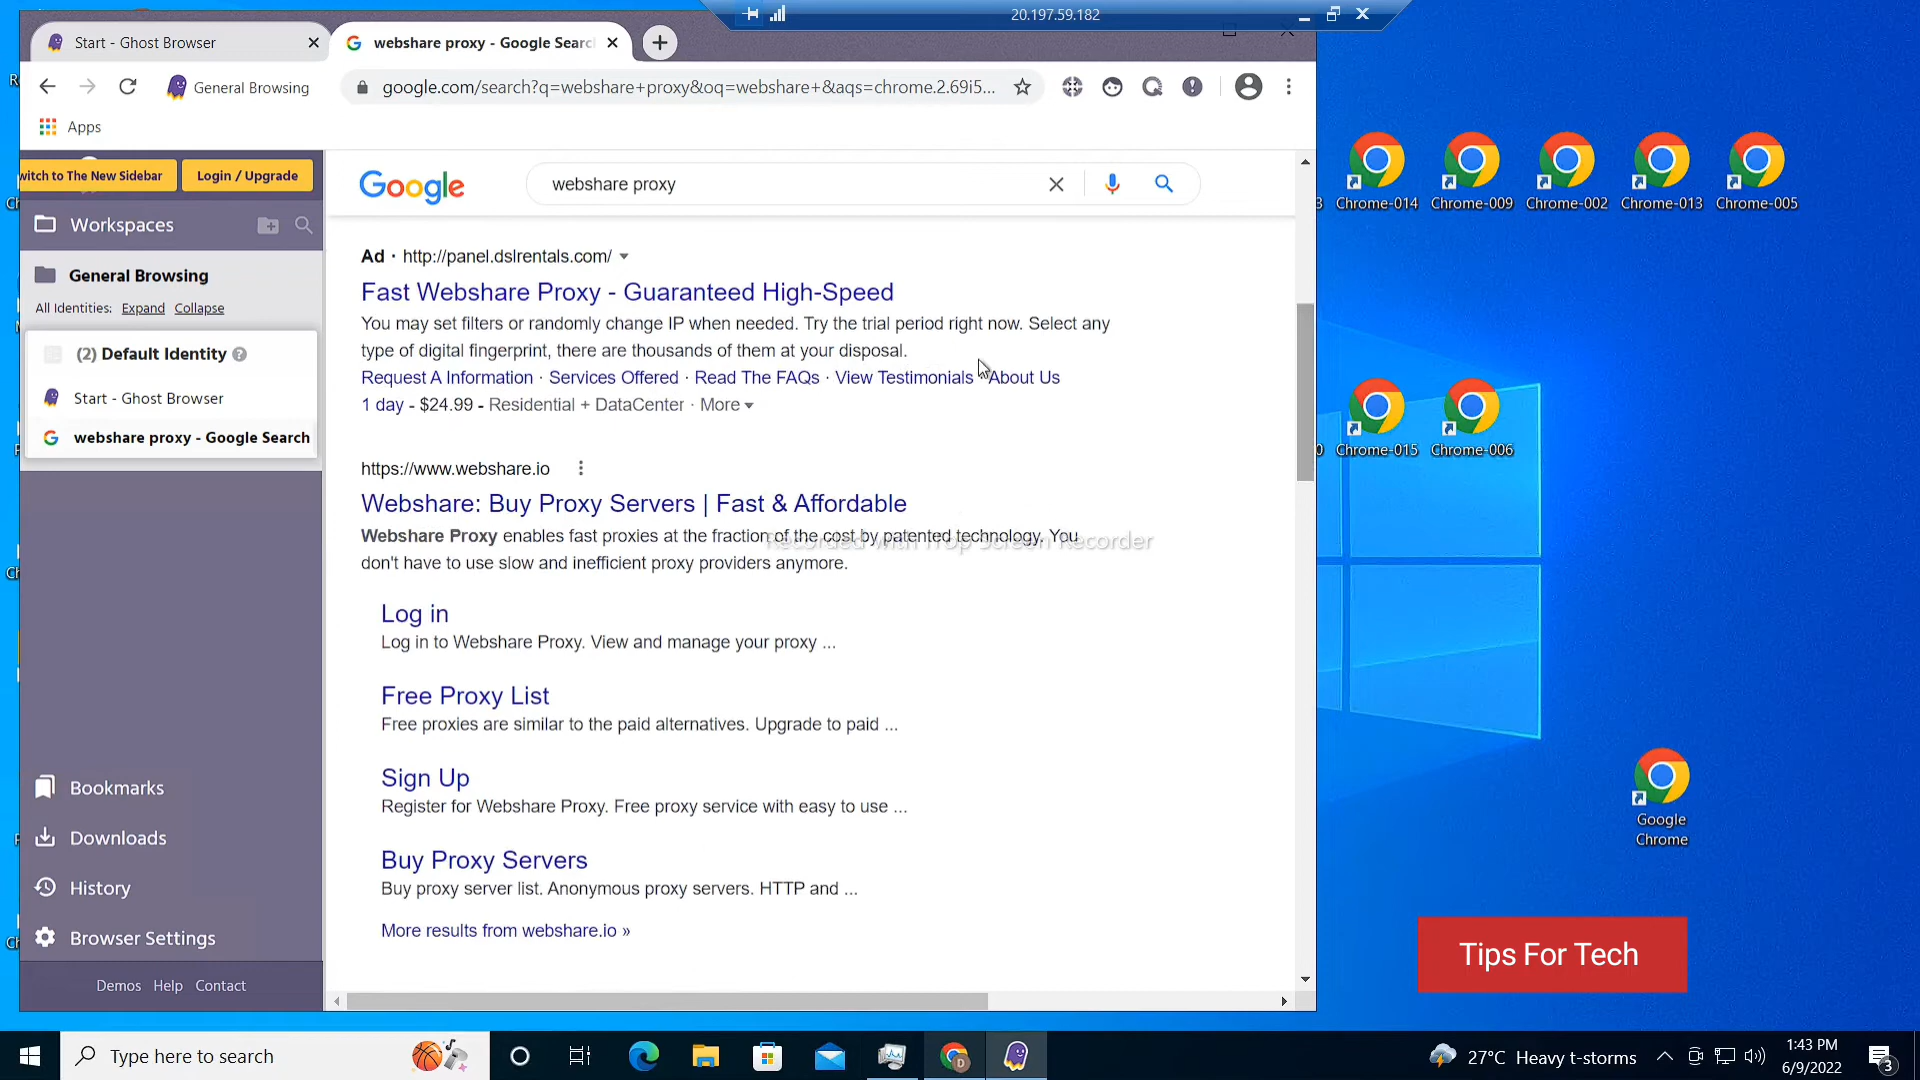 20.197.59.182
Start - Ghost Browser
webshare proxy - Google Searc
General Browsing
google.com/search?q=webshare+proxy&oq=webshare+&aqs=chrome.2.69i5...
Apps
witch to The New Sidebar
Login / Upgrade
Workspaces
General Browsing
All Identities: Expand Collapse
(2) Default Identity
Start - Ghost Browser
webshare proxy - Google Search
Bookmarks
Downloads
History
Browser Settings
Demos Help Contact
Google
webshare proxy
Ad · http://panel.dslrentals.com/
Fast Webshare Proxy - Guaranteed High-Speed
You may set filters or randomly change IP when needed. Try the trial period right now. Select any
type of digital fingerprint, there are thousands of them at your disposal.
Request A Information · Services Offered · Read The FAQs · View Testimonials · About Us
1 day - $24.99 - Residential + DataCenter · More
https://www.webshare.io
Webshare: Buy Proxy Servers | Fast & Affordable
Webshare Proxy enables fast proxies at the fraction of the cost by patented technology. You
don't have to use slow and inefficient proxy providers anymore.
Recorded with iTop Screen Recorder
Log in
Log in to Webshare Proxy. View and manage your proxy ...
Free Proxy List
Free proxies are similar to the paid alternatives. Upgrade to paid ...
Sign Up
Register for Webshare Proxy. Free proxy service with easy to use ...
Buy Proxy Servers
Buy proxy server list. Anonymous proxy servers. HTTP and ...
More results from webshare.io »
Chrome-014
Chrome-009
Chrome-002
Chrome-013
Chrome-005
Chrome-015
Chrome-006
Google
Chrome
Tips For Tech
Type here to search
27°C Heavy t-storms
1:43 PM
6/9/2022
3